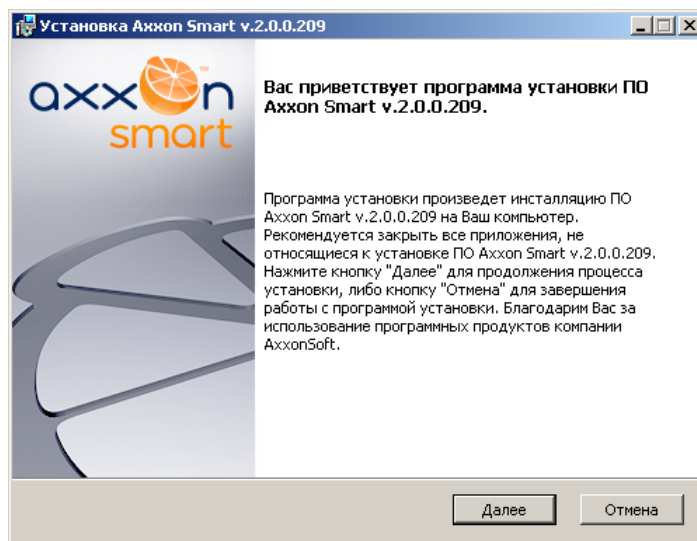 Установка Axxon Smart v.2.0.0.209
axxon™
smart
Вас приветствует программа установки ПО
Axxon Smart v.2.0.0.209.
Программа установки произведет инсталляцию ПО
Axxon Smart v.2.0.0.209 на Ваш компьютер.
Рекомендуется закрыть все приложения, не
относящиеся к установке ПО Axxon Smart v.2.0.0.209.
Нажмите кнопку "Далее" для продолжения процесса
установки, либо кнопку "Отмена" для завершения
работы с программой установки. Благодарим Вас за
использование программных продуктов компании
AxxonSoft.
Далее
Отмена